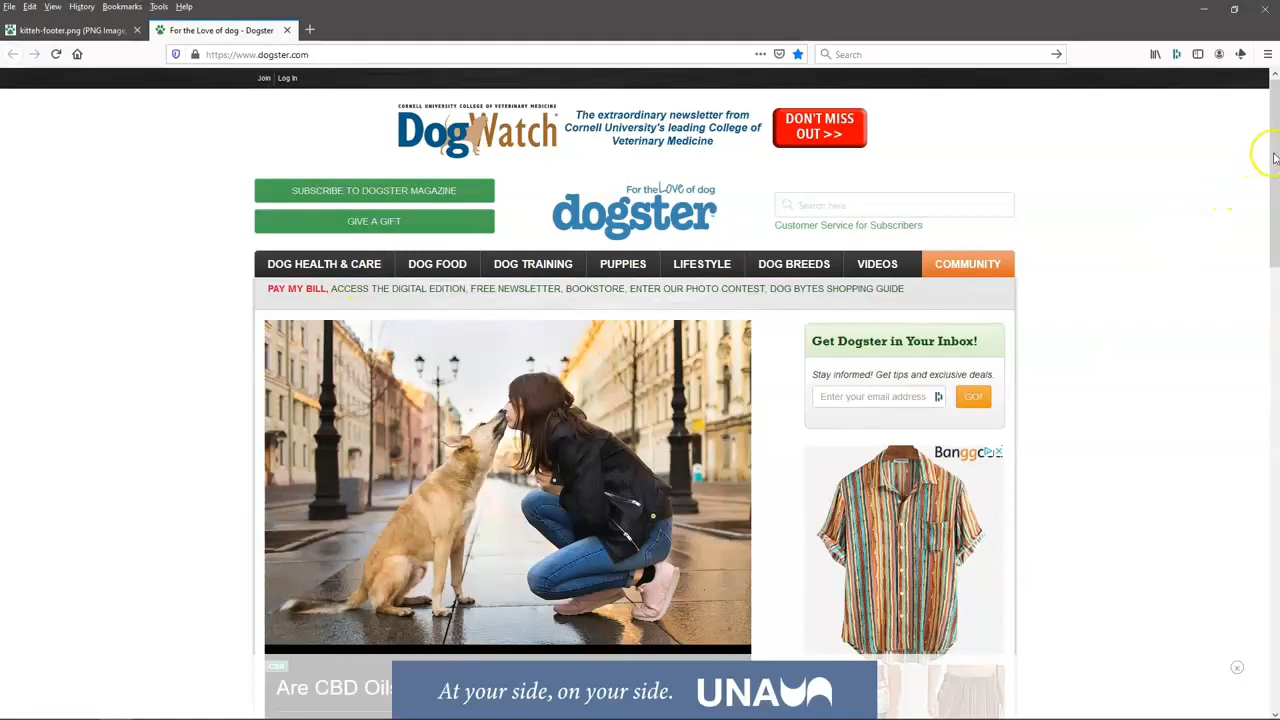 File Edit View History Bookmarks Tools Help
kitteh-footer.png (PNG Image,
For the Love of dog - Dogster
https://www.dogster.com
Search
Join Log In
CORNELL UNIVERSITY COLLEGE OF VETERINARY MEDICINE
DogWatch
The extraordinary newsletter from
Cornell University's leading College of
Veterinary Medicine
DON'T MISS
OUT >>
SUBSCRIBE TO DOGSTER MAGAZINE
GIVE A GIFT
For the LOVE of dog
dogster
Search here
Customer Service for Subscribers
DOG HEALTH & CARE DOG FOOD DOG TRAINING PUPPIES LIFESTYLE DOG BREEDS VIDEOS COMMUNITY
PAY MY BILL, ACCESS THE DIGITAL EDITION, FREE NEWSLETTER, BOOKSTORE, ENTER OUR PHOTO CONTEST, DOG BYTES SHOPPING GUIDE
Get Dogster in Your Inbox!
Stay informed! Get tips and exclusive deals.
Enter your email address
GO!
CBD
Are CBD Oils
At your side, on your side.
UNA